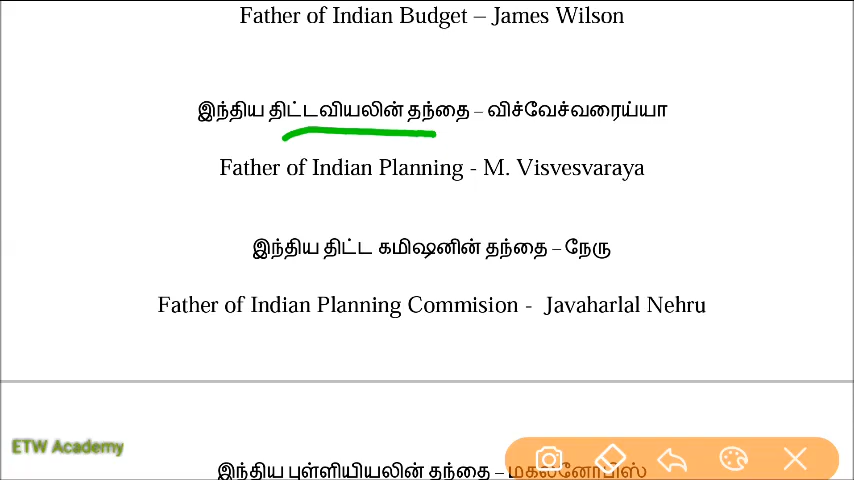 Father of Indian Budget – James Wilson
இந்திய திட்டவியலின் தந்தை – விச்வேச்வரைய்யா
Father of Indian Planning - M. Visvesvaraya
இந்திய திட்ட கமிஷனின் தந்தை – நேரு
Father of Indian Planning Commision - Javaharlal Nehru
ETW Academy
இந்திய புள்ளியியலின் தந்தை – மகலனோபிஸ்